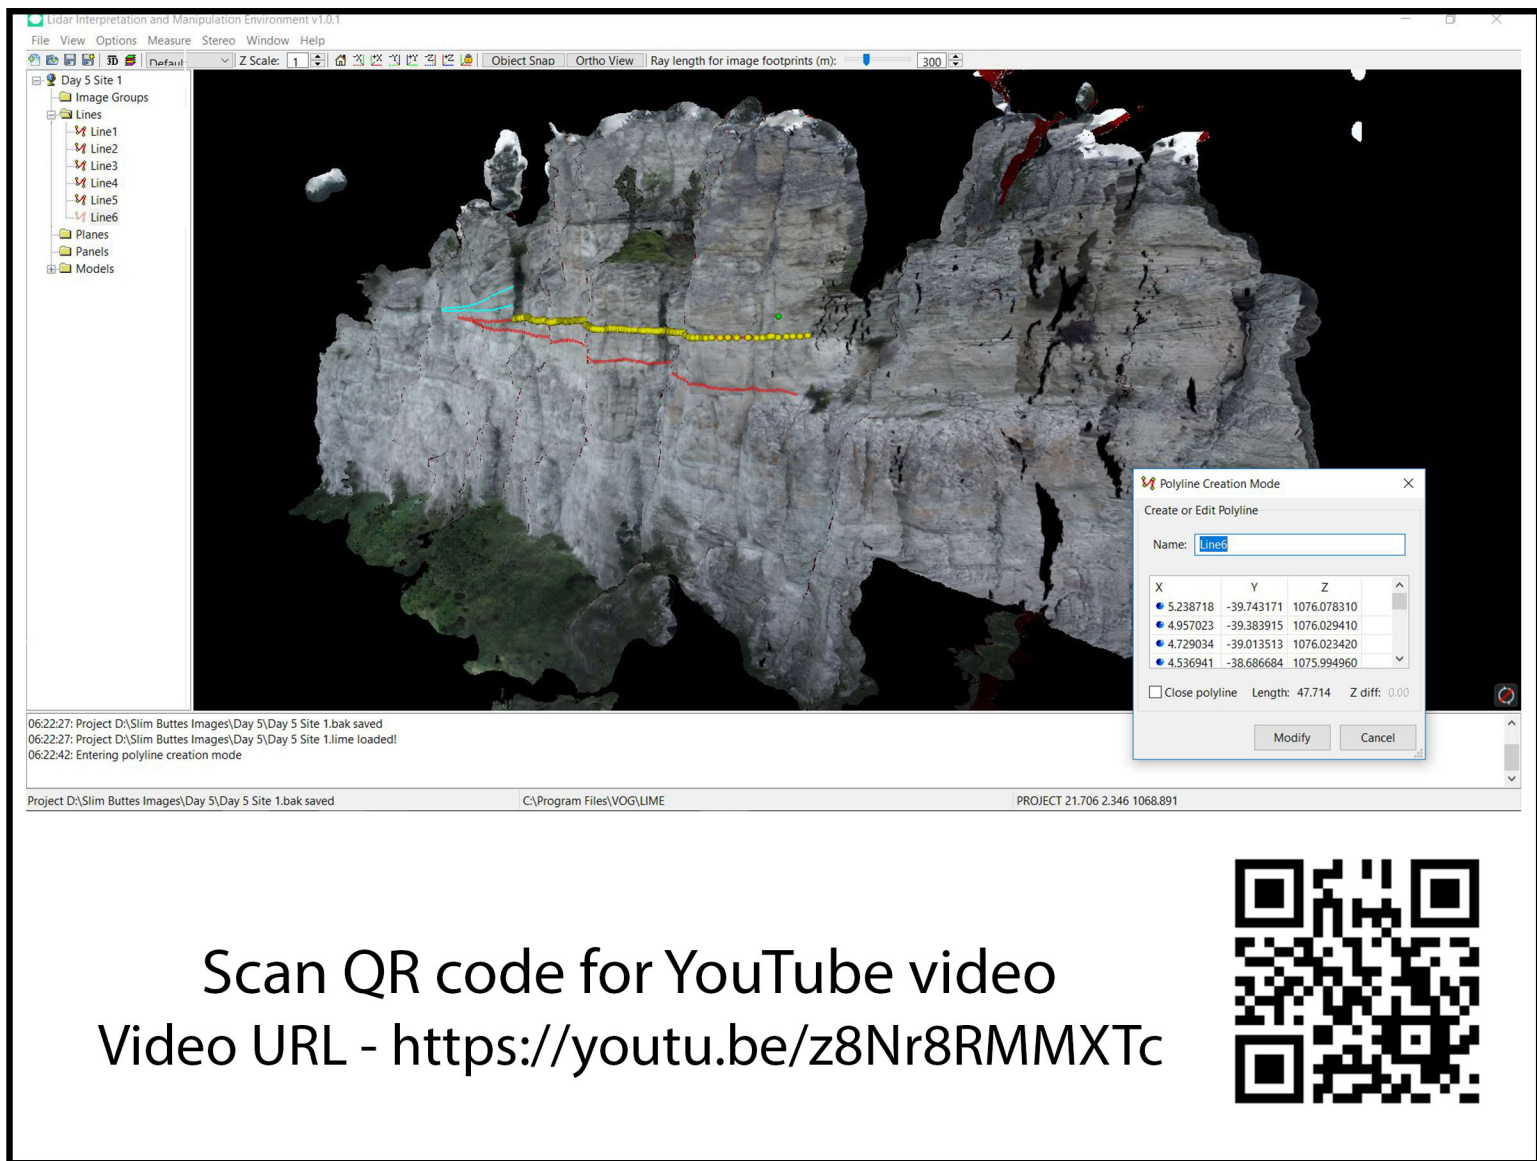 Lidar Interpretation and Manipulation Environment v1.0.1
File View Options Measure Stereo Window Help
3D Default Z Scale: 1 -X +X -Y +Y -Z +Z Object Snap Ortho View Ray length for image footprints (m): 300
Day 5 Site 1
Image Groups
Lines
Line1
Line2
Line3
Line4
Line5
Line6
Planes
Panels
Models
Polyline Creation Mode
Create or Edit Polyline
Name: Line6
X Y Z
5.238718 -39.743171 1076.078310
4.957023 -39.383915 1076.029410
4.729034 -39.013513 1076.023420
4.536941 -38.686684 1075.994960
Close polyline Length: 47.714 Z diff: 0.00
Modify Cancel
06:22:27: Project D:\Slim Buttes Images\Day 5\Day 5 Site 1.bak saved
06:22:27: Project D:\Slim Buttes Images\Day 5\Day 5 Site 1.lime loaded!
06:22:42: Entering polyline creation mode
Project D:\Slim Buttes Images\Day 5\Day 5 Site 1.bak saved C:\Program Files\VOG\LIME PROJECT 21.706 2.346 1068.891
Scan QR code for YouTube video
Video URL - https://youtu.be/z8Nr8RMMXTc